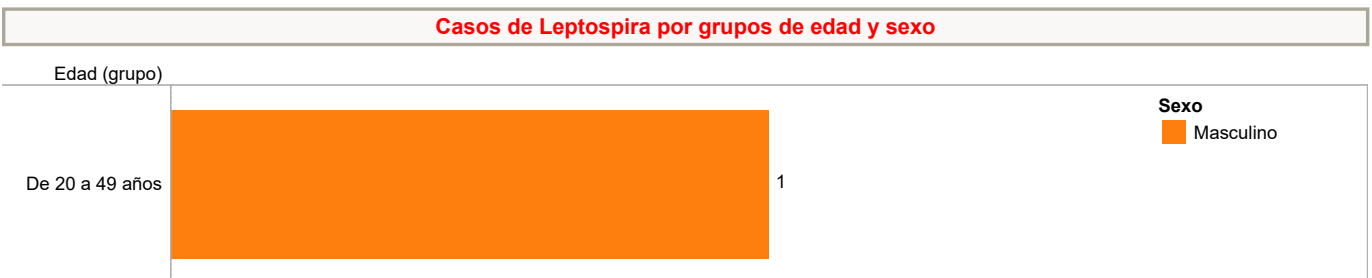 Casos de Leptospira por grupos de edad y sexo
Edad (grupo)
Sexo
Masculino
De 20 a 49 años
1